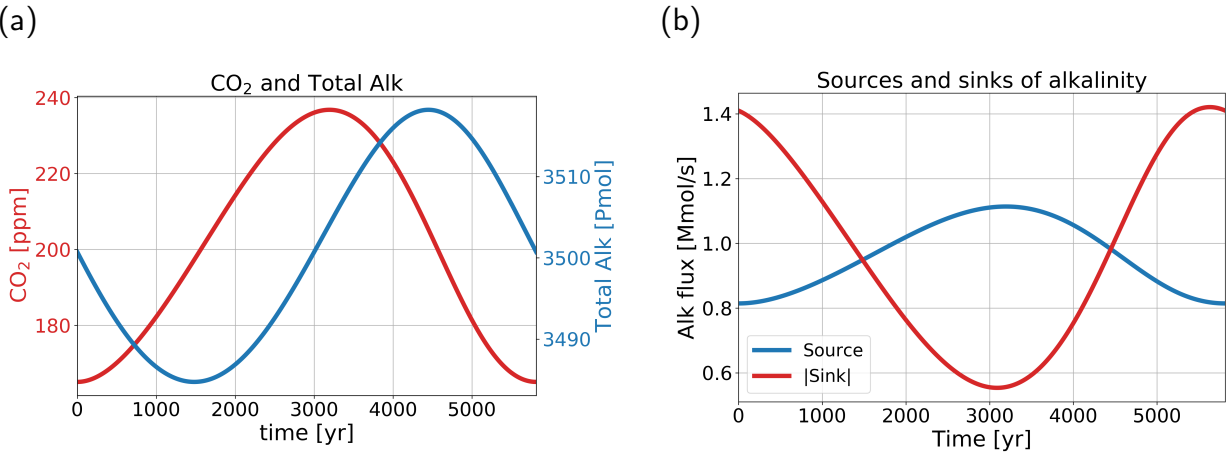 (a)
CO₂ and Total Alk
240
220
200
180
CO₂ [ppm]
3510
3500
3490
Total Alk [Pmol]
0 1000 2000 3000 4000 5000
time [yr]
(b)
Sources and sinks of alkalinity
1.4
1.2
1.0
0.8
0.6
Alk flux [Mmol/s]
Source
|Sink|
0 1000 2000 3000 4000 5000
Time [yr]